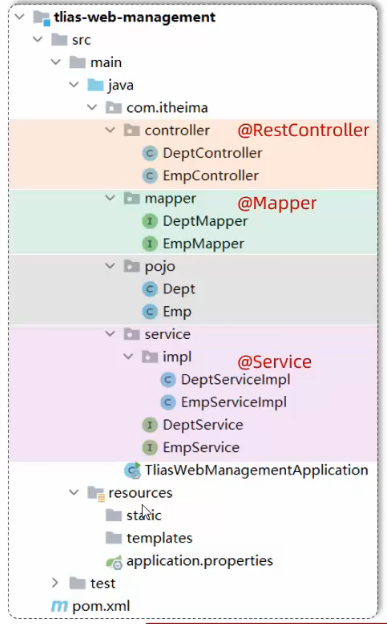 tlias-web-management
src
main
java
com.itheima
controller @RestController
C DeptController
C EmpController
mapper @Mapper
I DeptMapper
I EmpMapper
pojo
C Dept
C Emp
service
impl @Service
C DeptServiceImpl
C EmpServiceImpl
I DeptService
I EmpService
TliasWebManagementApplication
resources
static
templates
application.properties
test
m pom.xml